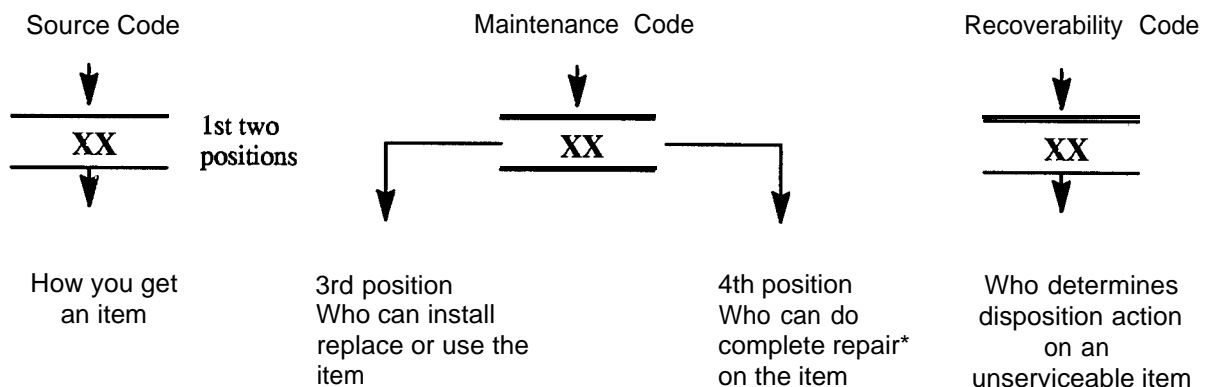 Source Code
Maintenance Code
Recoverability Code
XX
1st two
positions
XX
XX
How you get
an item
3rd position
Who can install
replace or use the
item
4th position
Who can do
complete repair*
on the item
Who determines
disposition action
on an
unserviceable item